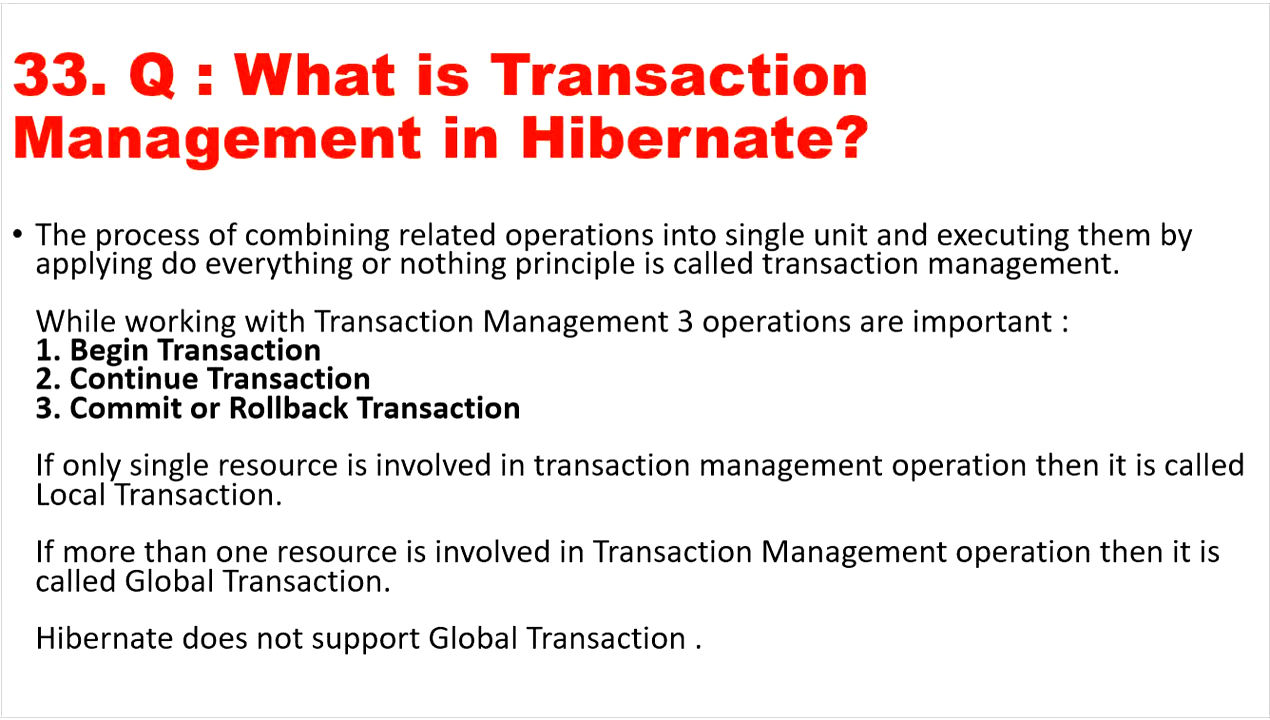 33. Q : What is Transaction
Management in Hibernate?
• The process of combining related operations into single unit and executing them by
applying do everything or nothing principle is called transaction management.
While working with Transaction Management 3 operations are important :
1. Begin Transaction
2. Continue Transaction
3. Commit or Rollback Transaction
If only single resource is involved in transaction management operation then it is called
Local Transaction.
If more than one resource is involved in Transaction Management operation then it is
called Global Transaction.
Hibernate does not support Global Transaction .